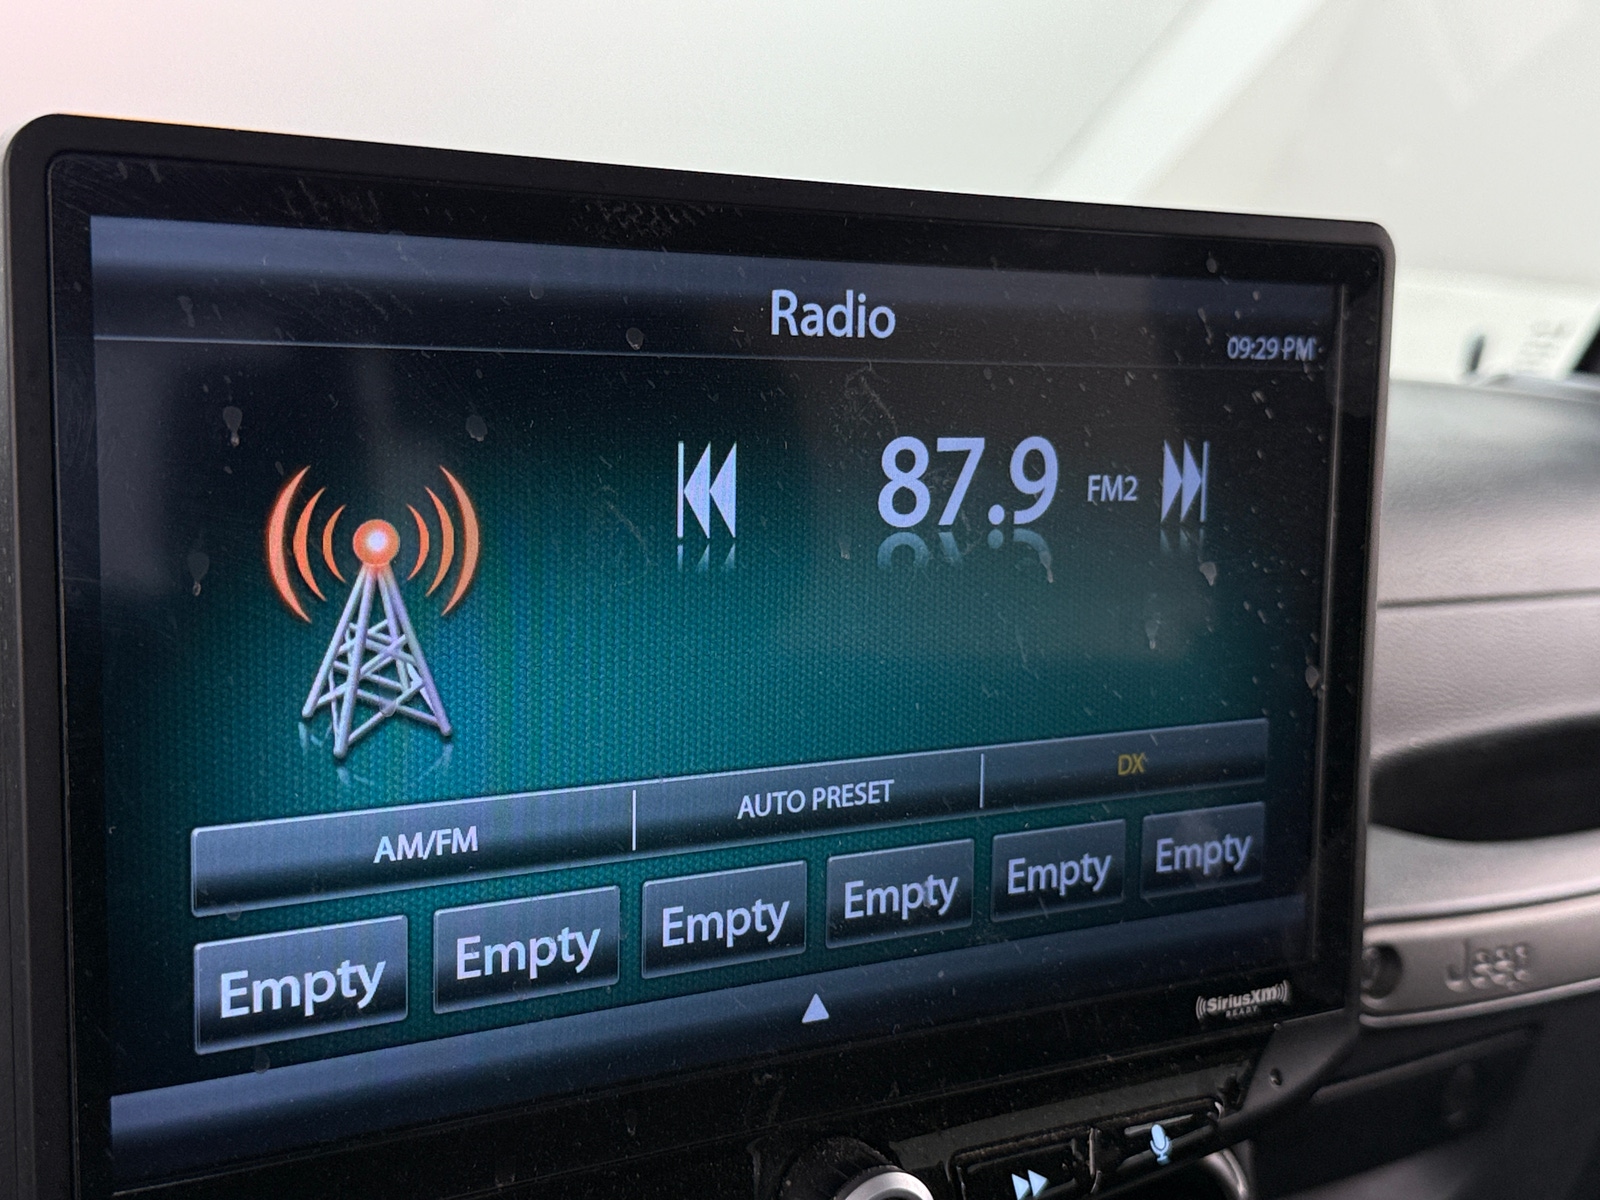 Radio
09:29 PM
87.9 FM2
AM/FM
AUTO PRESET
DX
Empty
Empty
Empty
Empty
Empty
Empty
SiriusXM
READY
Jeep